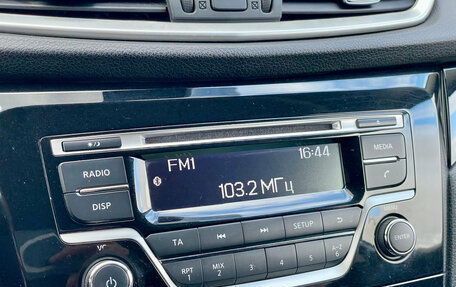 FM1 16:44
103.2 МГц
RADIO MEDIA
DISP
TA SETUP A-Z
RPT MIX
1 2 3 4 5 6
MENU
ENTER